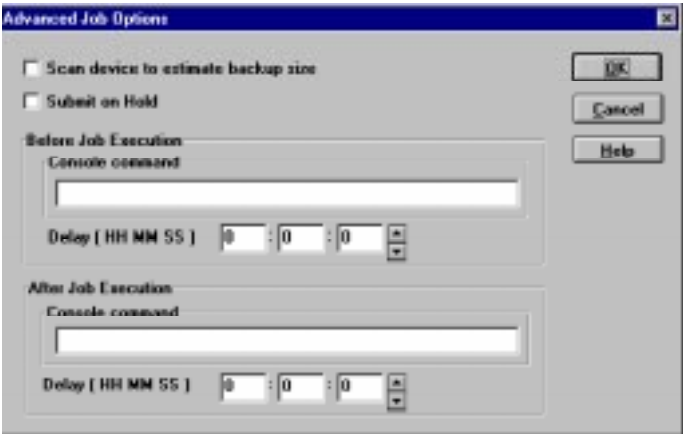 Advanced Job Options
Scan device to estimate backup size
OK
Submit on Hold
Cancel
Before Job Execution
Help
Console command
Delay ( HH MM SS ) 0 : 0 : 0
After Job Execution
Console command
Delay ( HH MM SS ) 0 : 0 : 0